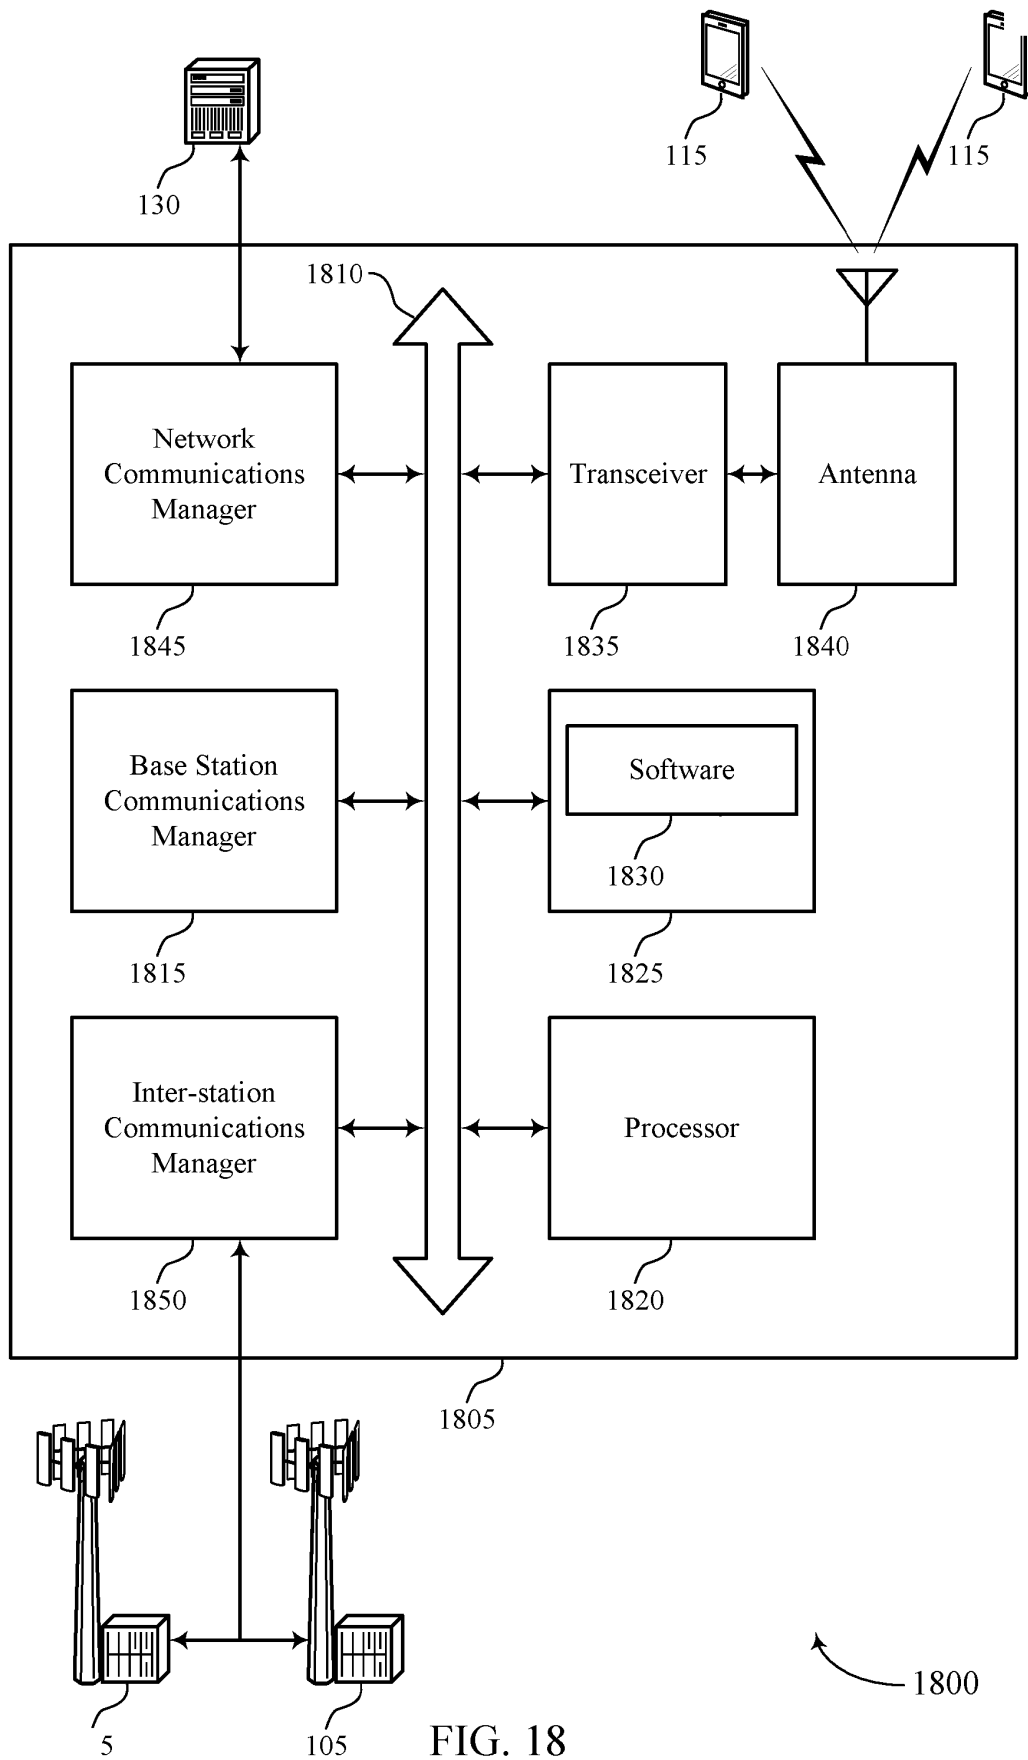 130
115
115
1810
Network
Communications
Manager
Transceiver
Antenna
1845
1835
1840
Base Station
Communications
Manager
Software
1830
1815
1825
Inter-station
Communications
Manager
Processor
1850
1820
1805
1800
5
105
FIG. 18